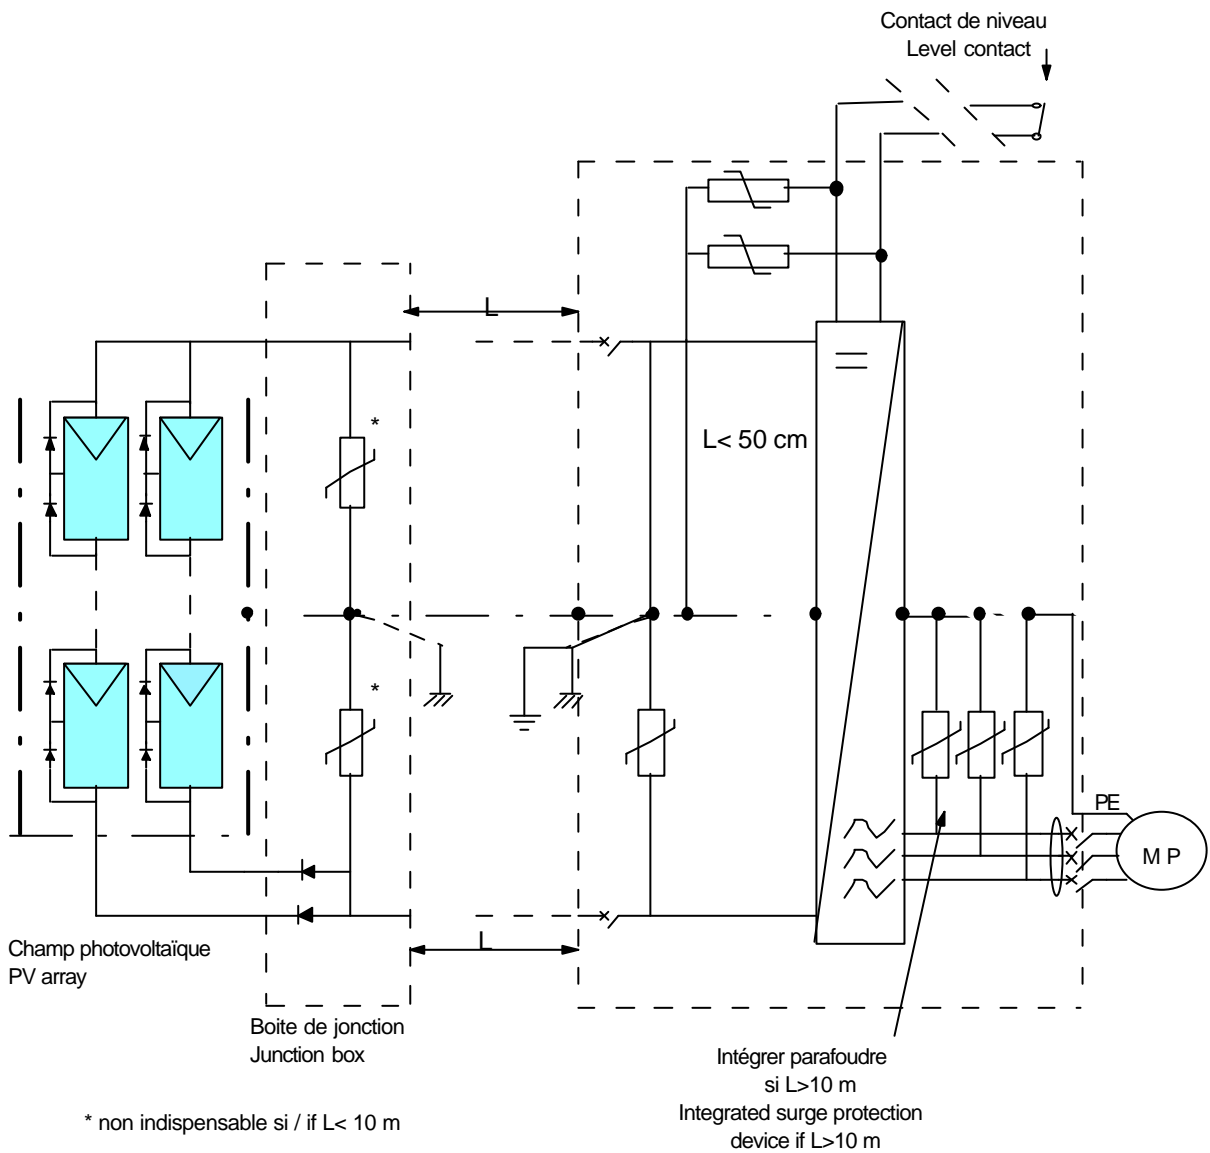 Contact de niveau
Level contact
L
L< 50 cm
*
*
PE
M P
L
Champ photovoltaïque
PV array
Boite de jonction
Junction box
Intégrer parafoudre
si L>10 m
Integrated surge protection
device if L>10 m
* non indispensable si / if L< 10 m